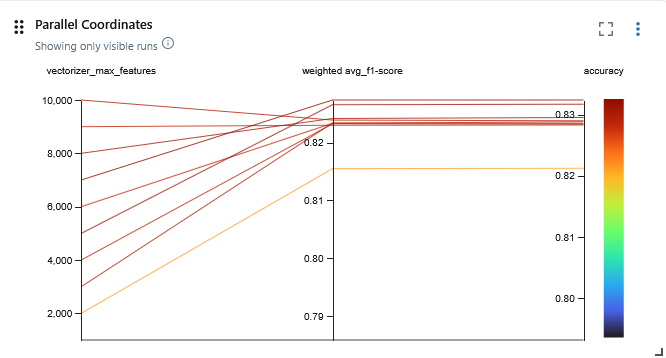 Parallel Coordinates
Showing only visible runs
vectorizer_max_features
weighted avg_f1-score
accuracy
10,000
8,000
6,000
4,000
2,000
0.82
0.81
0.80
0.79
0.83
0.82
0.81
0.80